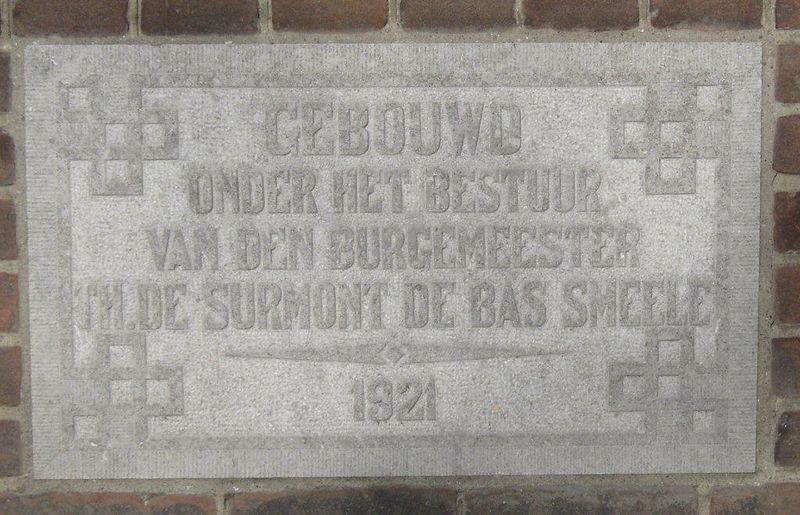 GEBOUWD
ONDER HET BESTUUR
VAN DEN BURGEMEESTER
TH. DE SURMONT DE BAS SMEELE
1921